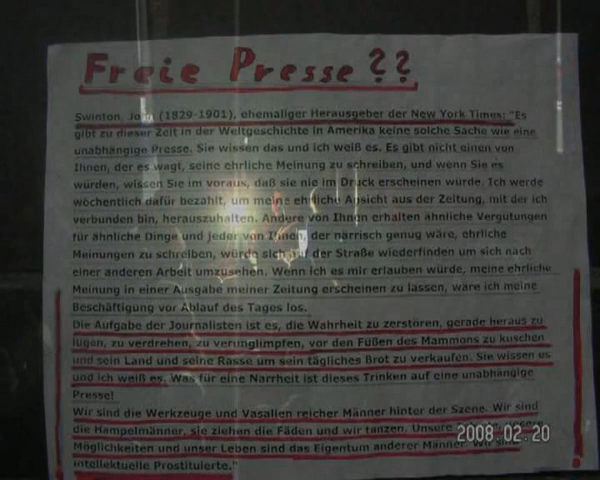 Freie Presse??
Swinton, John (1829-1901), ehemaliger Herausgeber der New York Times: "Es
gibt zu dieser Zeit in der Weltgeschichte in Amerika keine solche Sache wie eine
unabhängige Presse. Sie wissen das und ich weiß es. Es gibt nicht einen von
Ihnen, der es wagt, seine ehrliche Meinung zu schreiben, und wenn Sie es
würden, wissen Sie im voraus, daß sie nie im Druck erscheinen würde. Ich werde
wöchentlich dafür bezahlt, um meine ehrliche Ansicht aus der Zeitung, mit der ich
verbunden bin, herauszuhalten. Andere von Ihnen erhalten ähnliche Vergütungen
für ähnliche Dinge und jeder von Ihnen, der närrisch genug wäre, ehrliche
Meinungen zu schreiben, würde sich auf der Straße wiederfinden um sich nach
einer anderen Arbeit umzusehen. Wenn ich es mir erlauben würde, meine ehrliche
Meinung in einer Ausgabe meiner Zeitung erscheinen zu lassen, wäre ich meine
Beschäftigung vor Ablauf des Tages los.
Die Aufgabe der Journalisten ist es, die Wahrheit zu zerstören, gerade heraus zu
lügen, zu verdrehen, zu verunglimpfen, vor den Füßen des Mammons zu kuschen
und sein Land und seine Rasse um sein tägliches Brot zu verkaufen. Sie wissen es
und ich weiß es. Was für eine Narrheit ist dieses Trinken auf eine unabhängige
Presse!
Wir sind die Werkzeuge und Vasallen reicher Männer hinter der Szene. Wir sind
die Hampelmänner, sie ziehen die Fäden und wir tanzen. Unsere
Möglichkeiten und unser Leben sind das Eigentum anderer Männer. Wir sind
intellektuelle Prostituierte."
2008.02.20